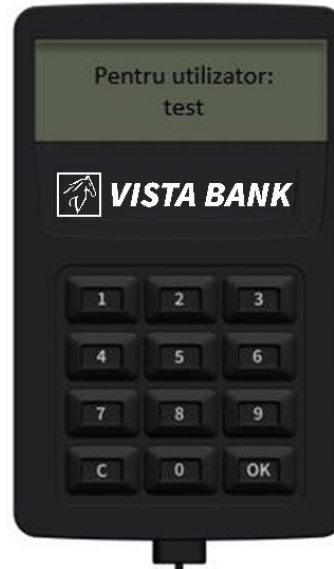 Pentru utilizator:
test
VISTA BANK
1 2 3
4 5 6
7 8 9
C 0 OK